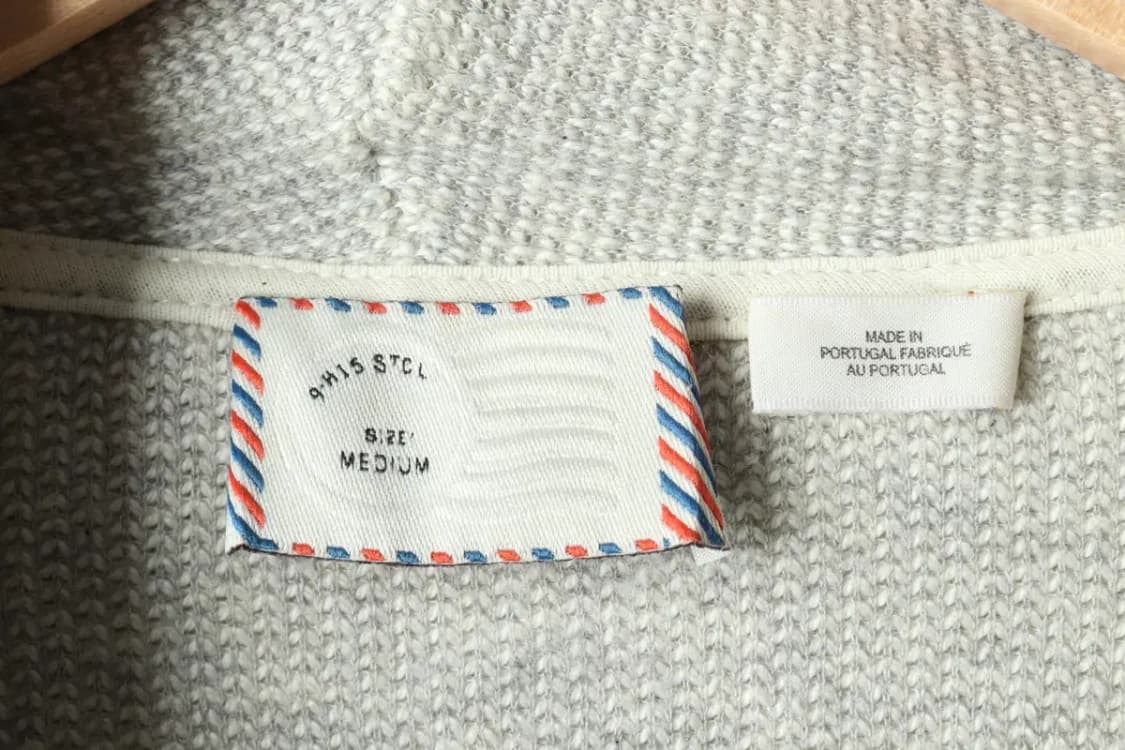 9-H15 STCL
SIZE
MEDIUM
MADE IN
PORTUGAL FABRIQUÉ
AU PORTUGAL